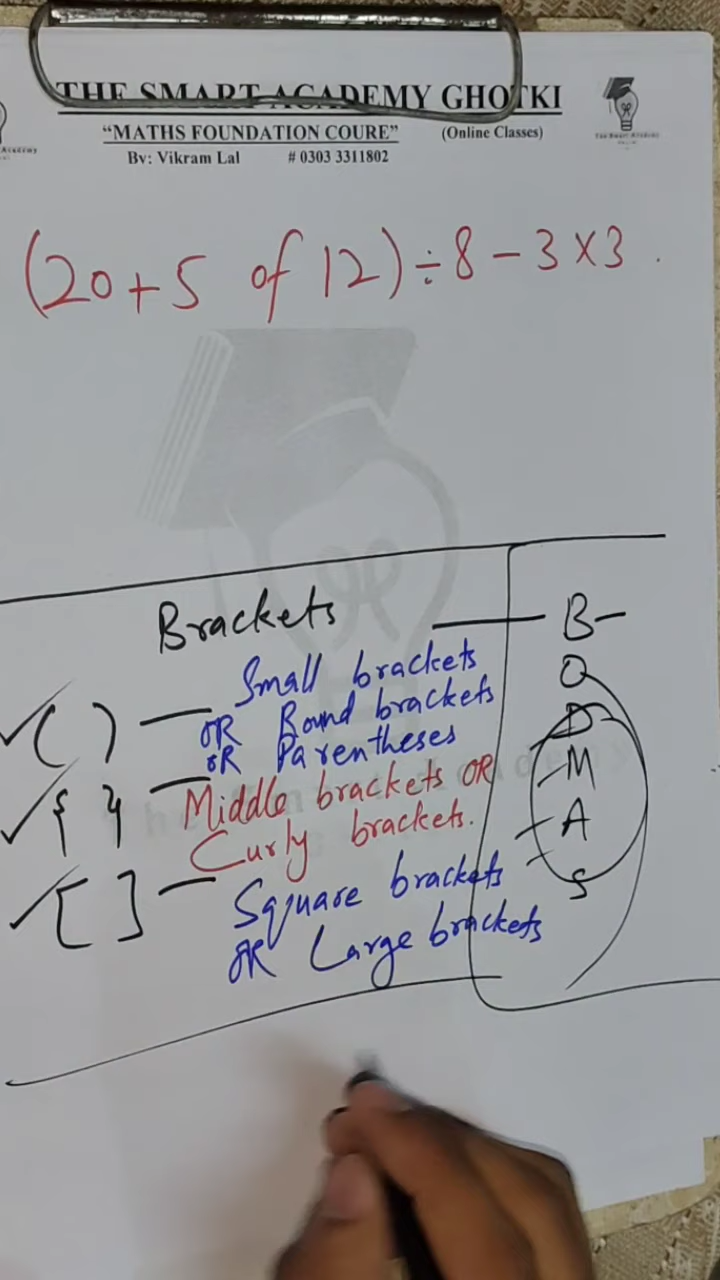 THE SMART ACADEMY GHOTKI
“MATHS FOUNDATION COURE” (Online Classes)
By: Vikram Lal # 0303 3311802
(20+5 of 12)÷8-3×3.
Brackets — B-
O
D
M
A
S
( ) — Small brackets
OR Round brackets
OR Parentheses
{ } — Middle brackets OR
Curly brackets.
[ ] — Square brackets
OR Large brackets